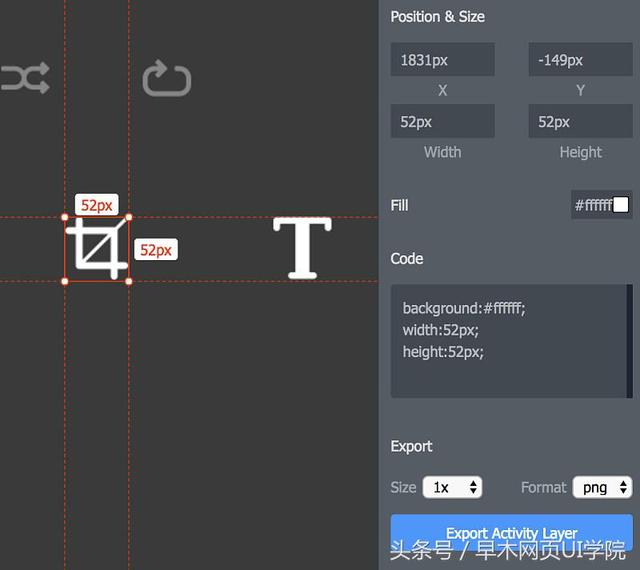 Position & Size
1831px
-149px
X
Y
52px
52px
Width
Height
52px
52px
T
Fill
#ffffff
Code
background:#ffffff;
width:52px;
height:52px;
Export
Size 1x
Format png
Export Activity Layer
头条号 / 早木网页UI学院